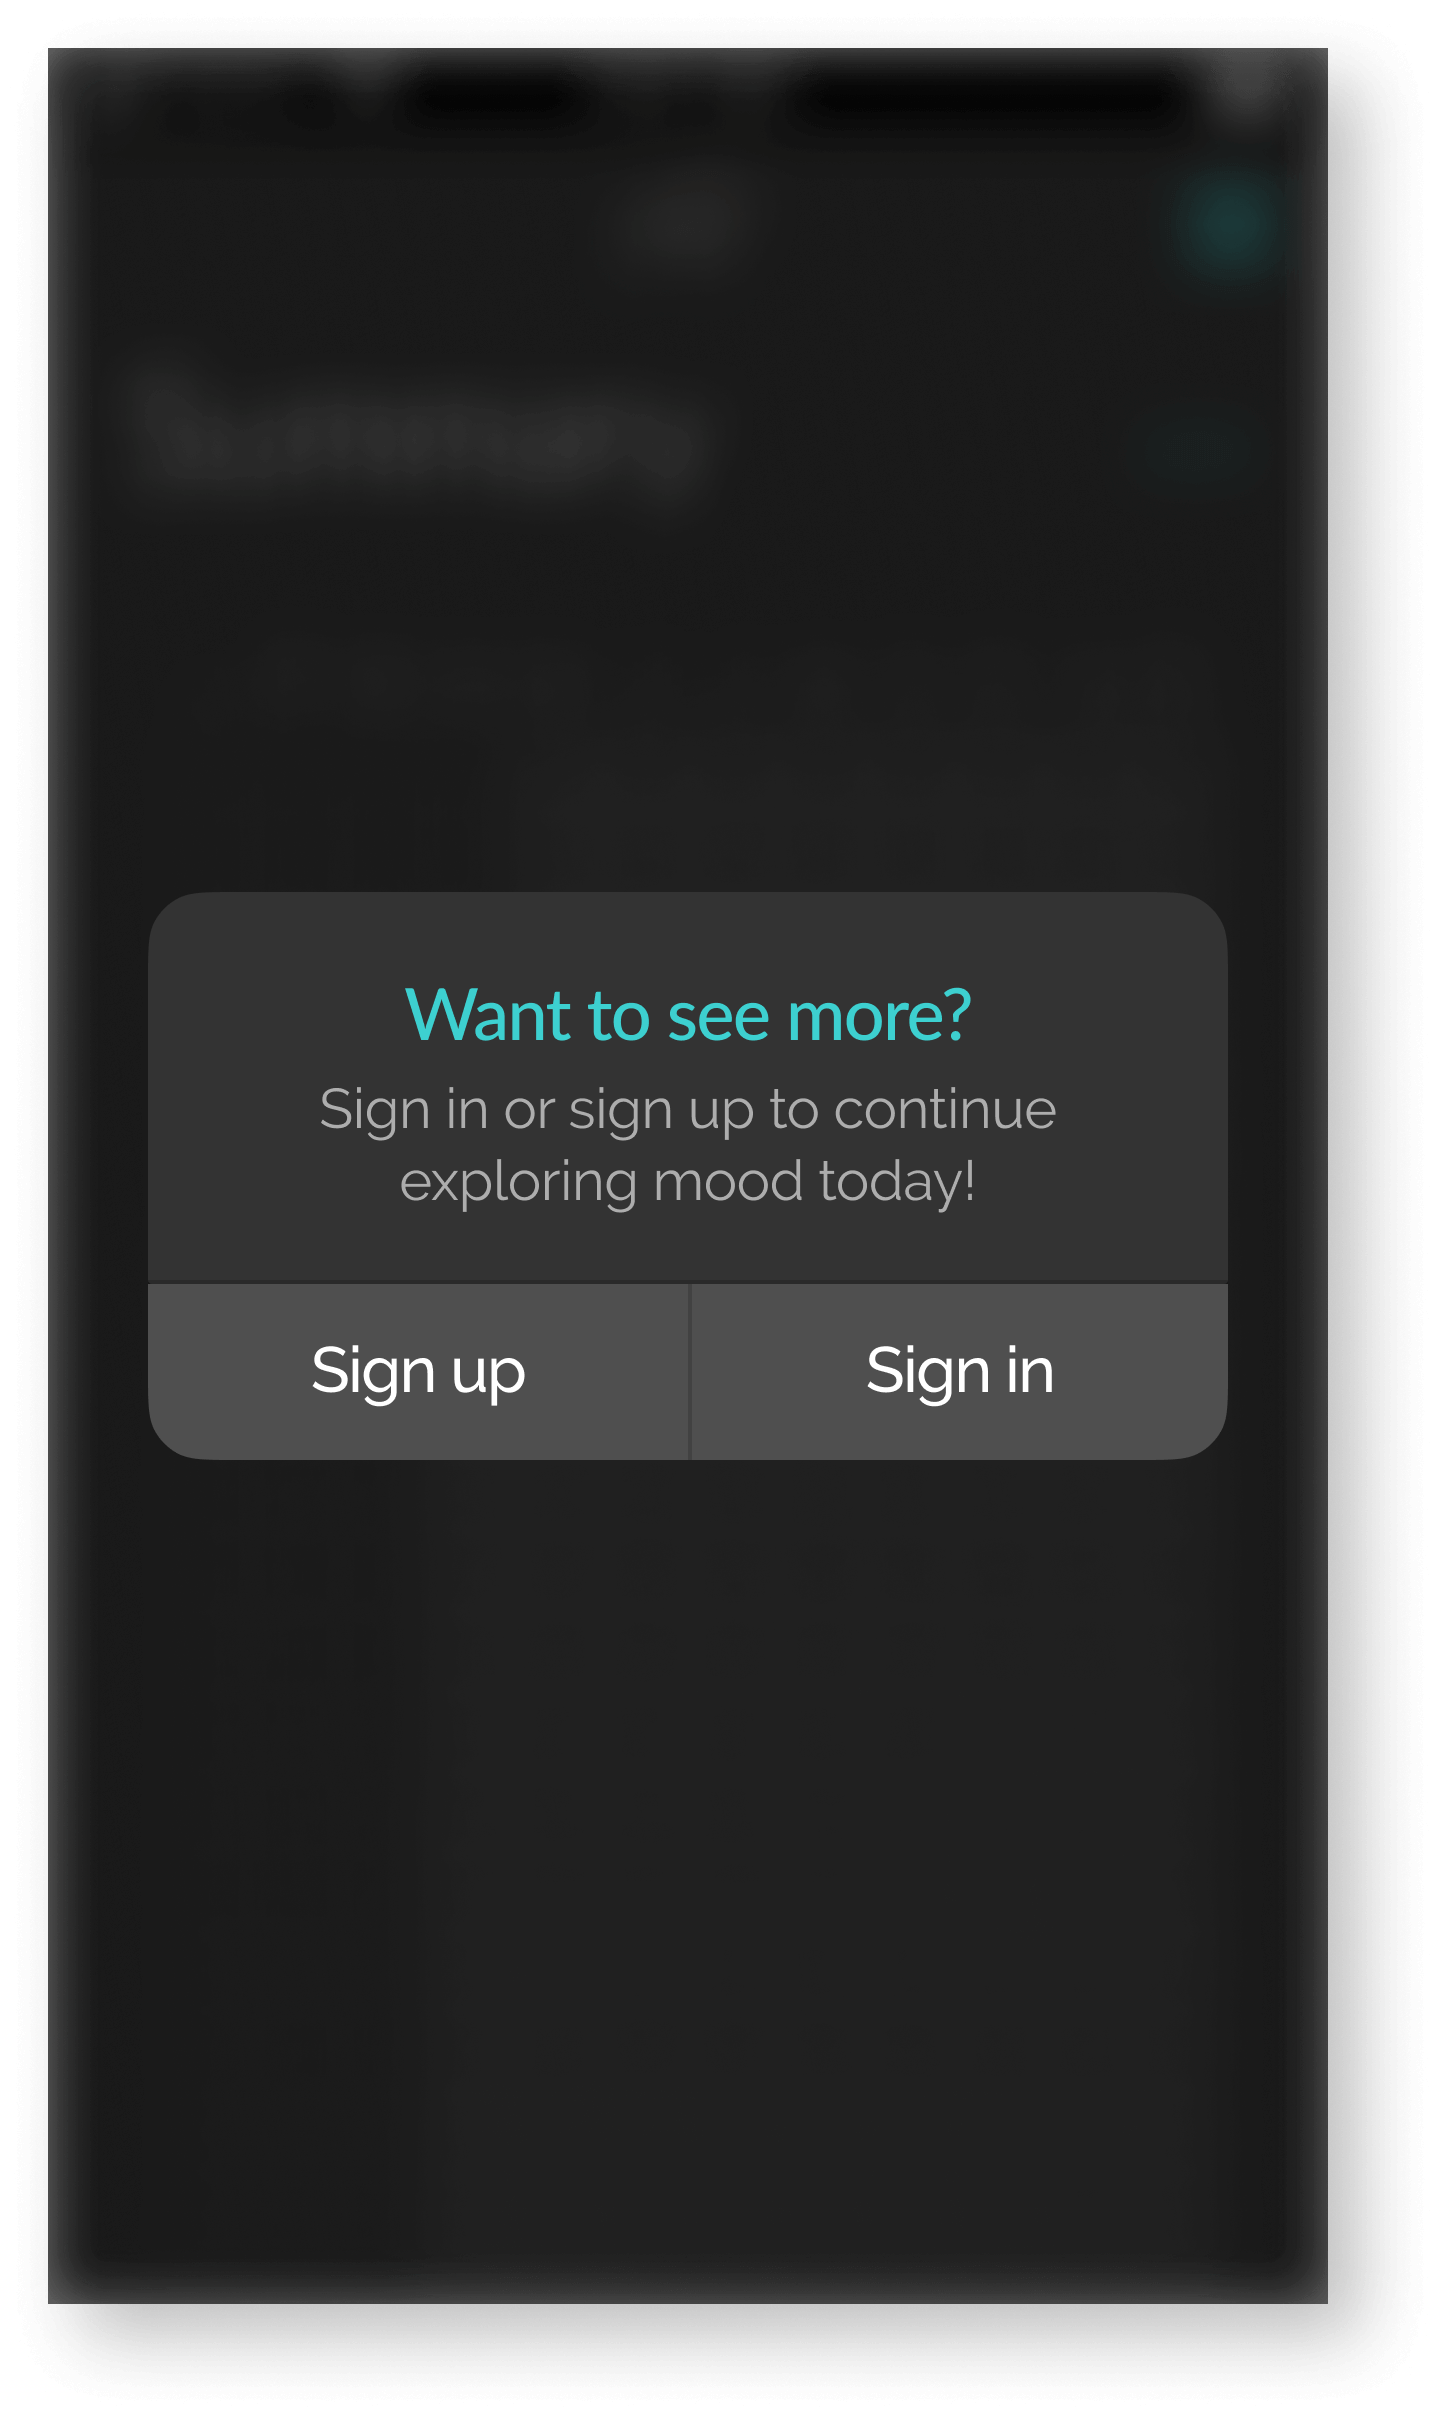 Want to see more?
Sign in or sign up to continue
exploring mood today!
Sign up
Sign in